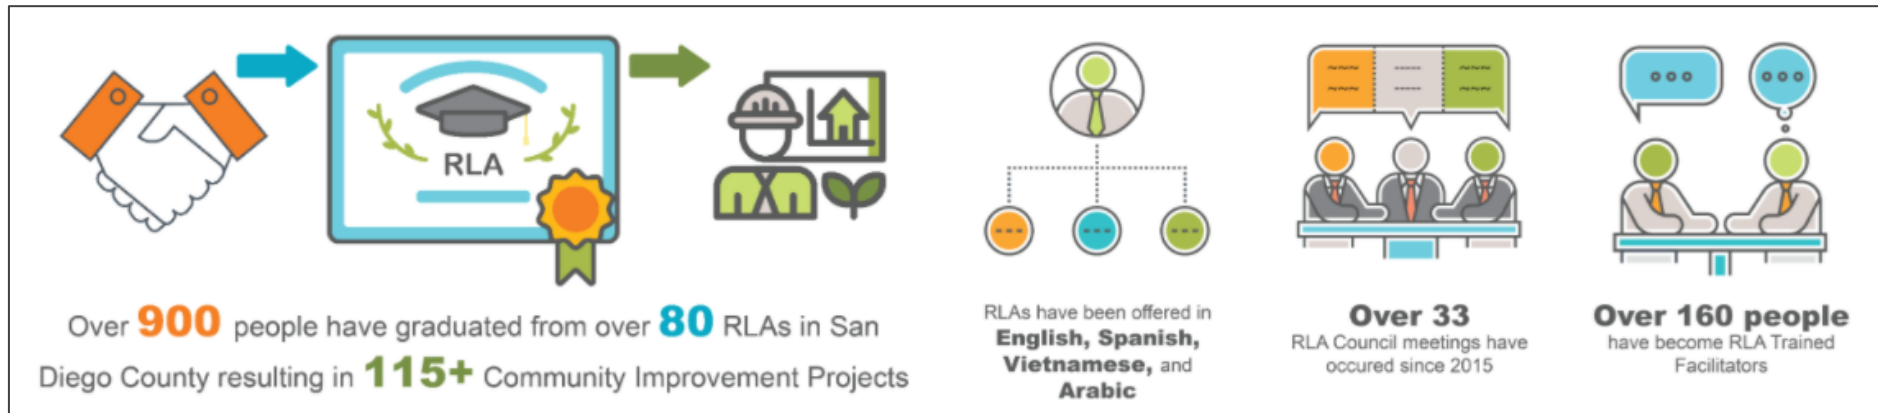 RLA
Over 900 people have graduated from over 80 RLAs in San
Diego County resulting in 115+ Community Improvement Projects
RLAs have been offered in
English, Spanish,
Vietnamese, and
Arabic
Over 33
RLA Council meetings have
occured since 2015
Over 160 people
have become RLA Trained
Facilitators